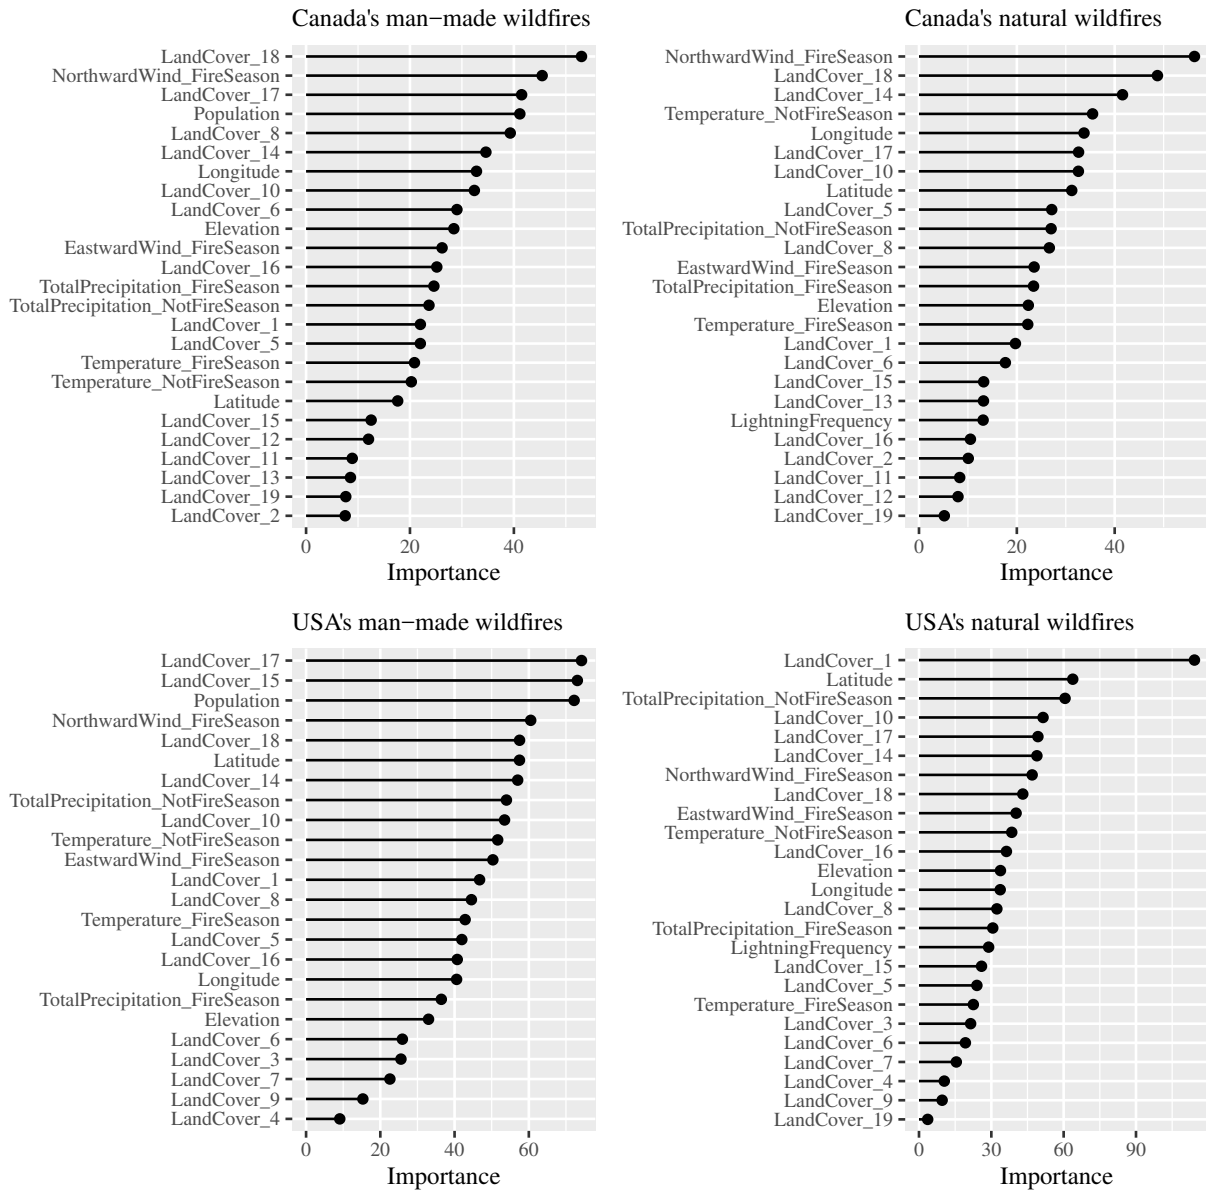 Canada's man−made wildfires
LandCover_18
NorthwardWind_FireSeason
LandCover_17
Population
LandCover_8
LandCover_14
Longitude
LandCover_10
LandCover_6
Elevation
EastwardWind_FireSeason
LandCover_16
TotalPrecipitation_FireSeason
TotalPrecipitation_NotFireSeason
LandCover_1
LandCover_5
Temperature_FireSeason
Temperature_NotFireSeason
Latitude
LandCover_15
LandCover_12
LandCover_11
LandCover_13
LandCover_19
LandCover_2
0 20 40
Importance
Canada's natural wildfires
NorthwardWind_FireSeason
LandCover_18
LandCover_14
Temperature_NotFireSeason
Longitude
LandCover_17
LandCover_10
Latitude
LandCover_5
TotalPrecipitation_NotFireSeason
LandCover_8
EastwardWind_FireSeason
TotalPrecipitation_FireSeason
Elevation
Temperature_FireSeason
LandCover_1
LandCover_6
LandCover_15
LandCover_13
LightningFrequency
LandCover_16
LandCover_2
LandCover_11
LandCover_12
LandCover_19
0 20 40
Importance
USA's man−made wildfires
LandCover_17
LandCover_15
Population
NorthwardWind_FireSeason
LandCover_18
Latitude
LandCover_14
TotalPrecipitation_NotFireSeason
LandCover_10
Temperature_NotFireSeason
EastwardWind_FireSeason
LandCover_1
LandCover_8
Temperature_FireSeason
LandCover_5
LandCover_16
Longitude
TotalPrecipitation_FireSeason
Elevation
LandCover_6
LandCover_3
LandCover_7
LandCover_9
LandCover_4
0 20 40 60
Importance
USA's natural wildfires
LandCover_1
Latitude
TotalPrecipitation_NotFireSeason
LandCover_10
LandCover_17
LandCover_14
NorthwardWind_FireSeason
LandCover_18
EastwardWind_FireSeason
Temperature_NotFireSeason
LandCover_16
Elevation
Longitude
LandCover_8
TotalPrecipitation_FireSeason
LightningFrequency
LandCover_15
LandCover_5
Temperature_FireSeason
LandCover_3
LandCover_6
LandCover_7
LandCover_4
LandCover_9
LandCover_19
0 30 60 90
Importance